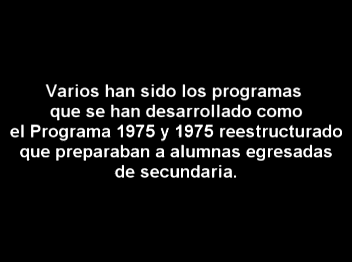 Varios han sido los programas
que se han desarrollado como
el Programa 1975 y 1975 reestructurado
que preparaban a alumnas egresadas
de secundaria.